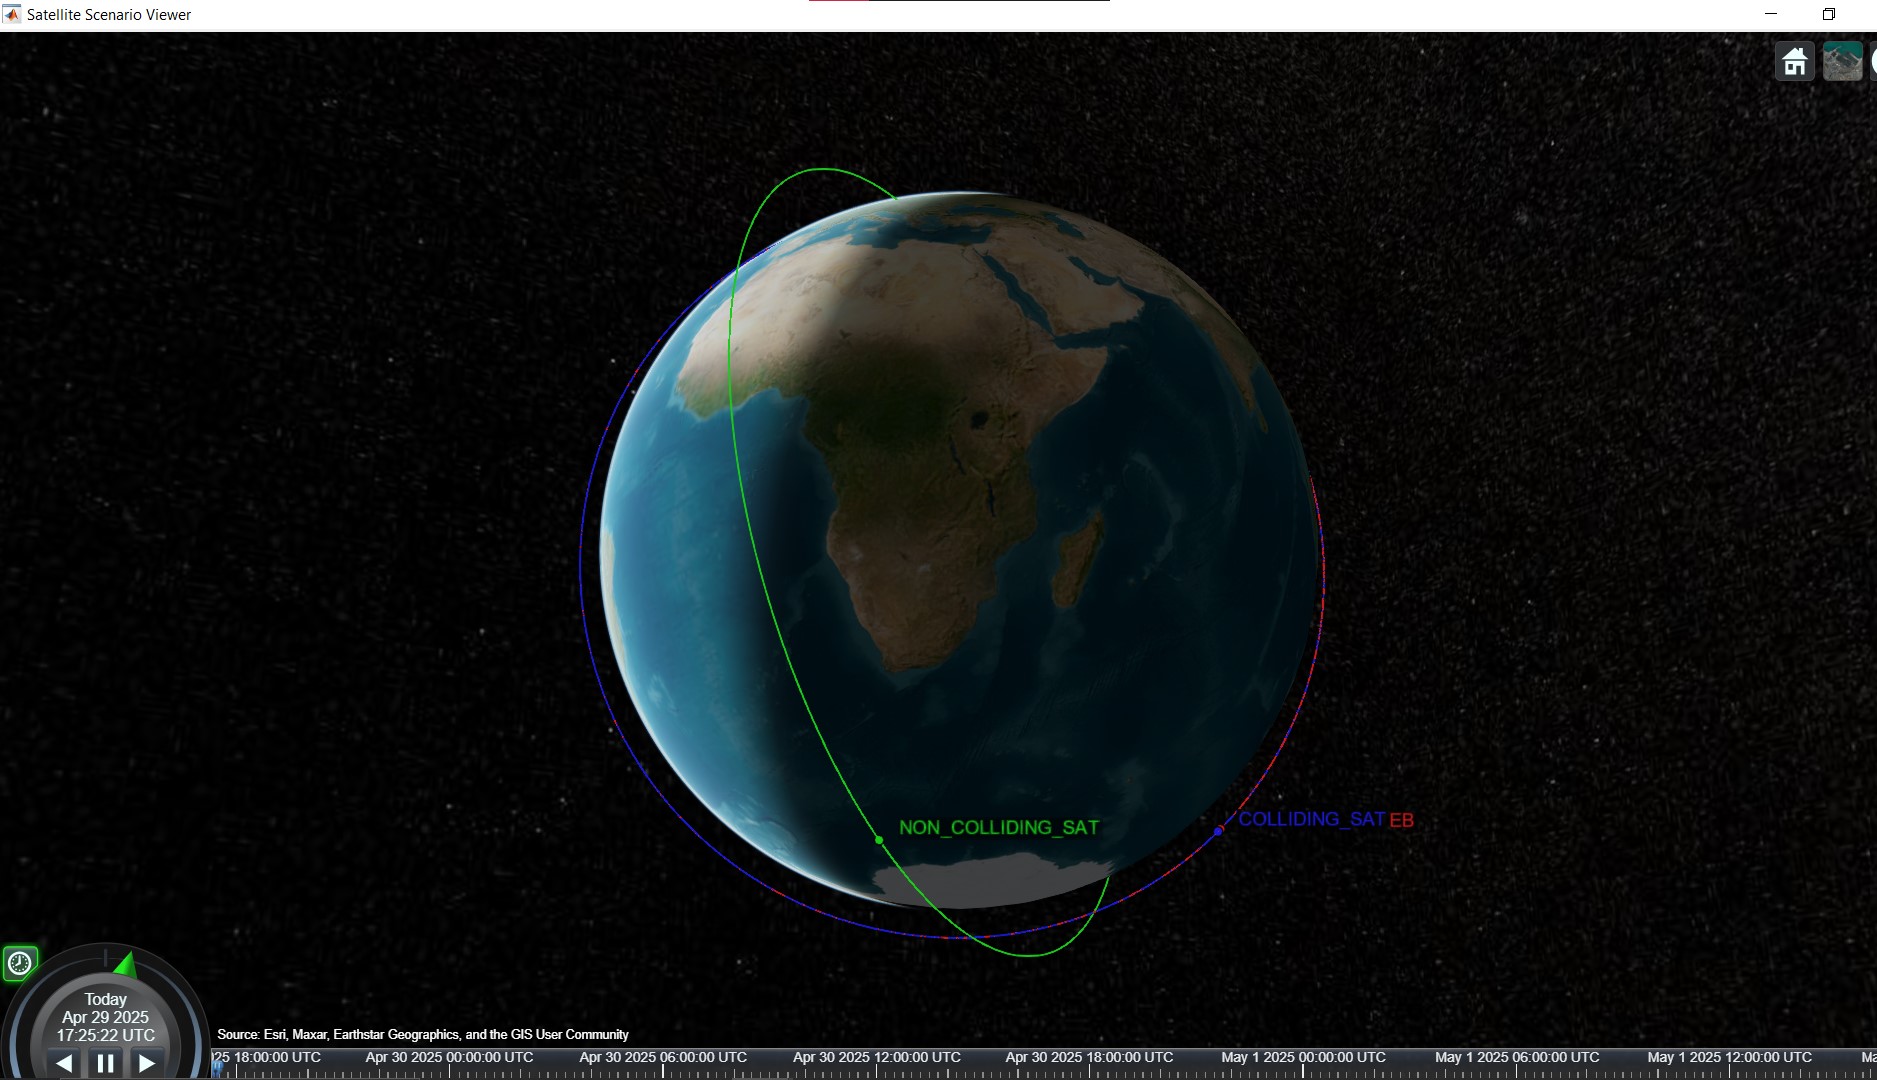 Satellite Scenario Viewer
NON_COLLIDING_SAT
COLLIDING_SAT EB
Today
Apr 29 2025
17:25:22 UTC
Source: Esri, Maxar, Earthstar Geographics, and the GIS User Community
25 18:00:00 UTC
Apr 30 2025 00:00:00 UTC
Apr 30 2025 06:00:00 UTC
Apr 30 2025 12:00:00 UTC
Apr 30 2025 18:00:00 UTC
May 1 2025 00:00:00 UTC
May 1 2025 06:00:00 UTC
May 1 2025 12:00:00 UTC